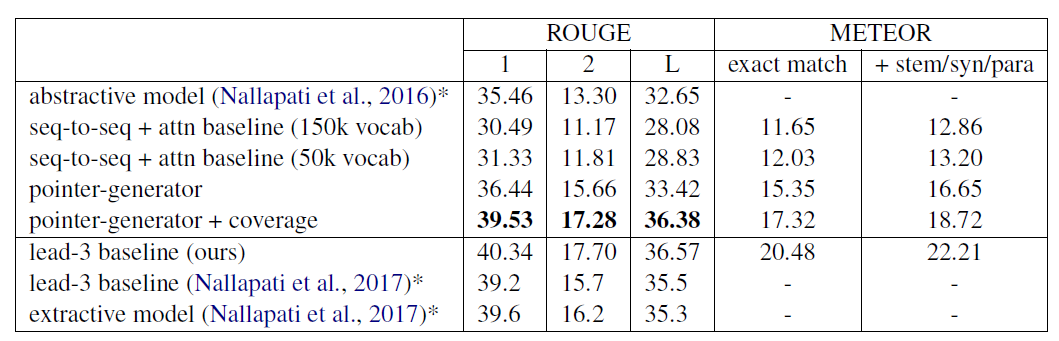 ROUGE METEOR
1 2 L exact match + stem/syn/para
abstractive model (Nallapati et al., 2016)* 35.46 13.30 32.65 - -
seq-to-seq + attn baseline (150k vocab) 30.49 11.17 28.08 11.65 12.86
seq-to-seq + attn baseline (50k vocab) 31.33 11.81 28.83 12.03 13.20
pointer-generator 36.44 15.66 33.42 15.35 16.65
pointer-generator + coverage 39.53 17.28 36.38 17.32 18.72
lead-3 baseline (ours) 40.34 17.70 36.57 20.48 22.21
lead-3 baseline (Nallapati et al., 2017)* 39.2 15.7 35.5 - -
extractive model (Nallapati et al., 2017)* 39.6 16.2 35.3 - -